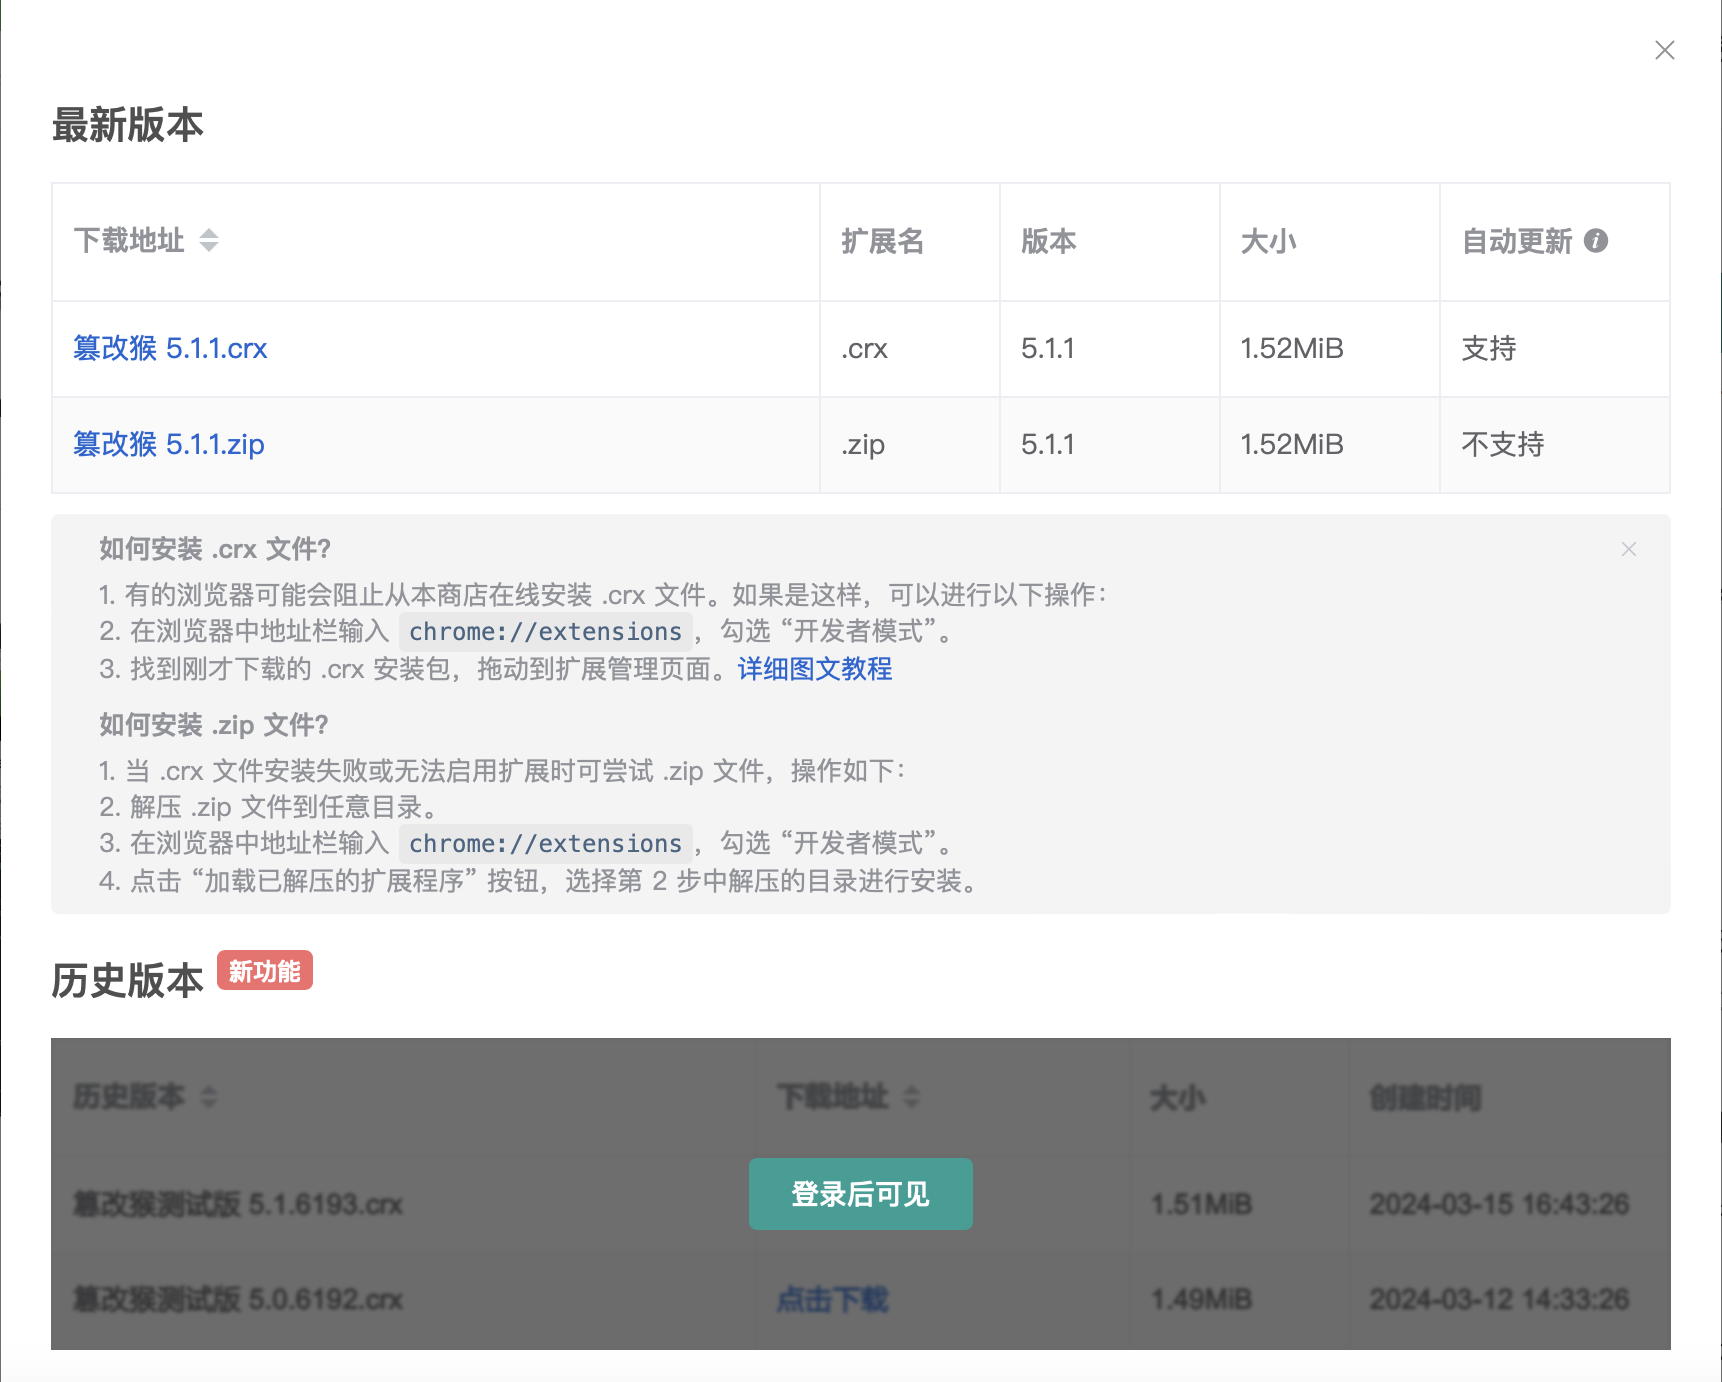 最新版本
下载地址 扩展名 版本 大小 自动更新
篡改猴 5.1.1.crx .crx 5.1.1 1.52MiB 支持
篡改猴 5.1.1.zip .zip 5.1.1 1.52MiB 不支持
如何安装 .crx 文件?
1. 有的浏览器可能会阻止从本商店在线安装 .crx 文件。如果是这样，可以进行以下操作：
2. 在浏览器中地址栏输入 chrome://extensions，勾选 “开发者模式”。
3. 找到刚才下载的 .crx 安装包，拖动到扩展管理页面。详细图文教程
如何安装 .zip 文件?
1. 当 .crx 文件安装失败或无法启用扩展时可尝试 .zip 文件，操作如下：
2. 解压 .zip 文件到任意目录。
3. 在浏览器中地址栏输入 chrome://extensions，勾选 “开发者模式”。
4. 点击 “加载已解压的扩展程序” 按钮，选择第 2 步中解压的目录进行安装。
历史版本 新功能
历史版本 下载地址 大小 创建时间
登录后可见
篡改猴测试版 5.1.6193.crx 1.51MiB 2024-03-15 16:43:26
篡改猴测试版 5.0.6192.crx 点击下载 1.49MiB 2024-03-12 14:33:26